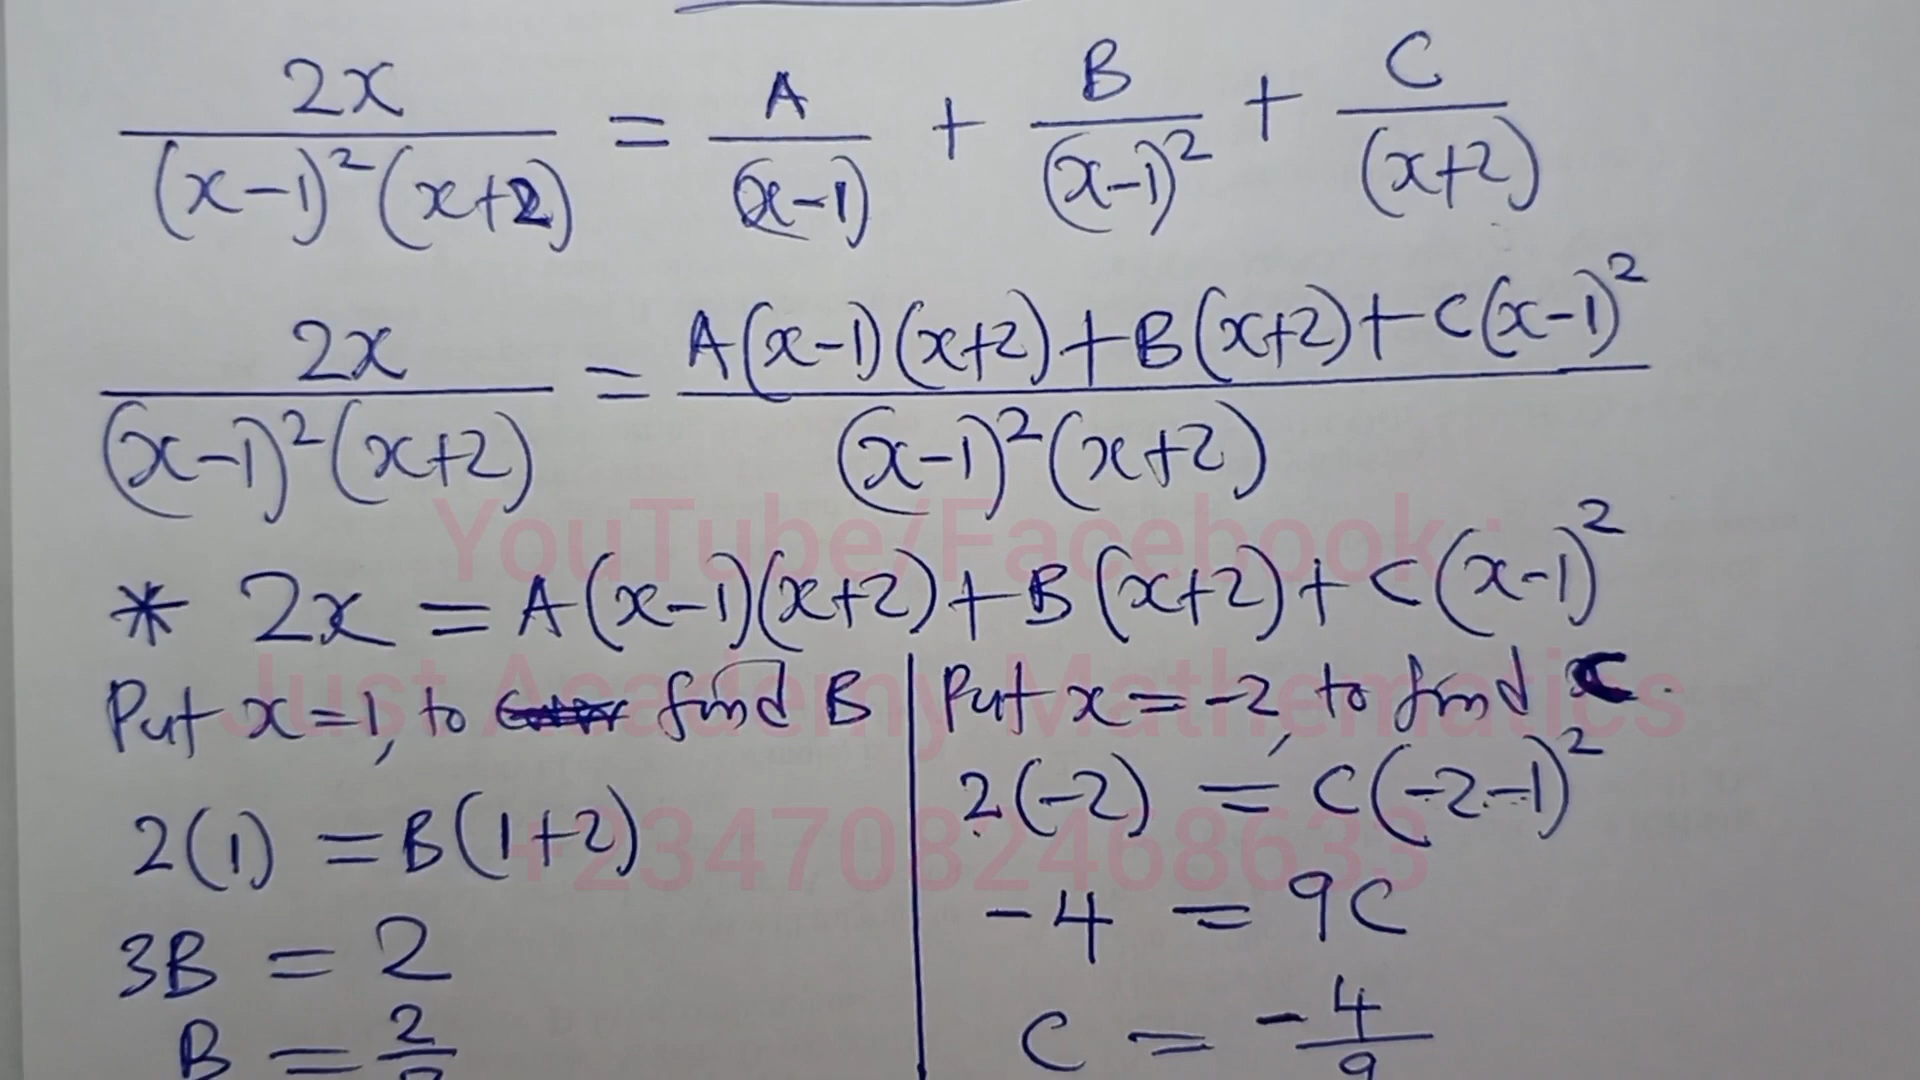 2x / (x-1)²(x+2) = A / (x-1) + B / (x-1)² + C / (x+2)
2x / (x-1)²(x+2) = A(x-1)(x+2)+B(x+2)+C(x-1)² / (x-1)²(x+2)
YouTube/Facebook:
* 2x = A(x-1)(x+2)+B(x+2)+C(x-1)²
Just Academy Mathematics
Put x=1, to find B
2(1) = B(1+2)
3B = 2
B = 2
Put x=-2, to find C.
2(-2) = C(-2-1)²
-4 = 9C
C = -4/9
+2347082468633